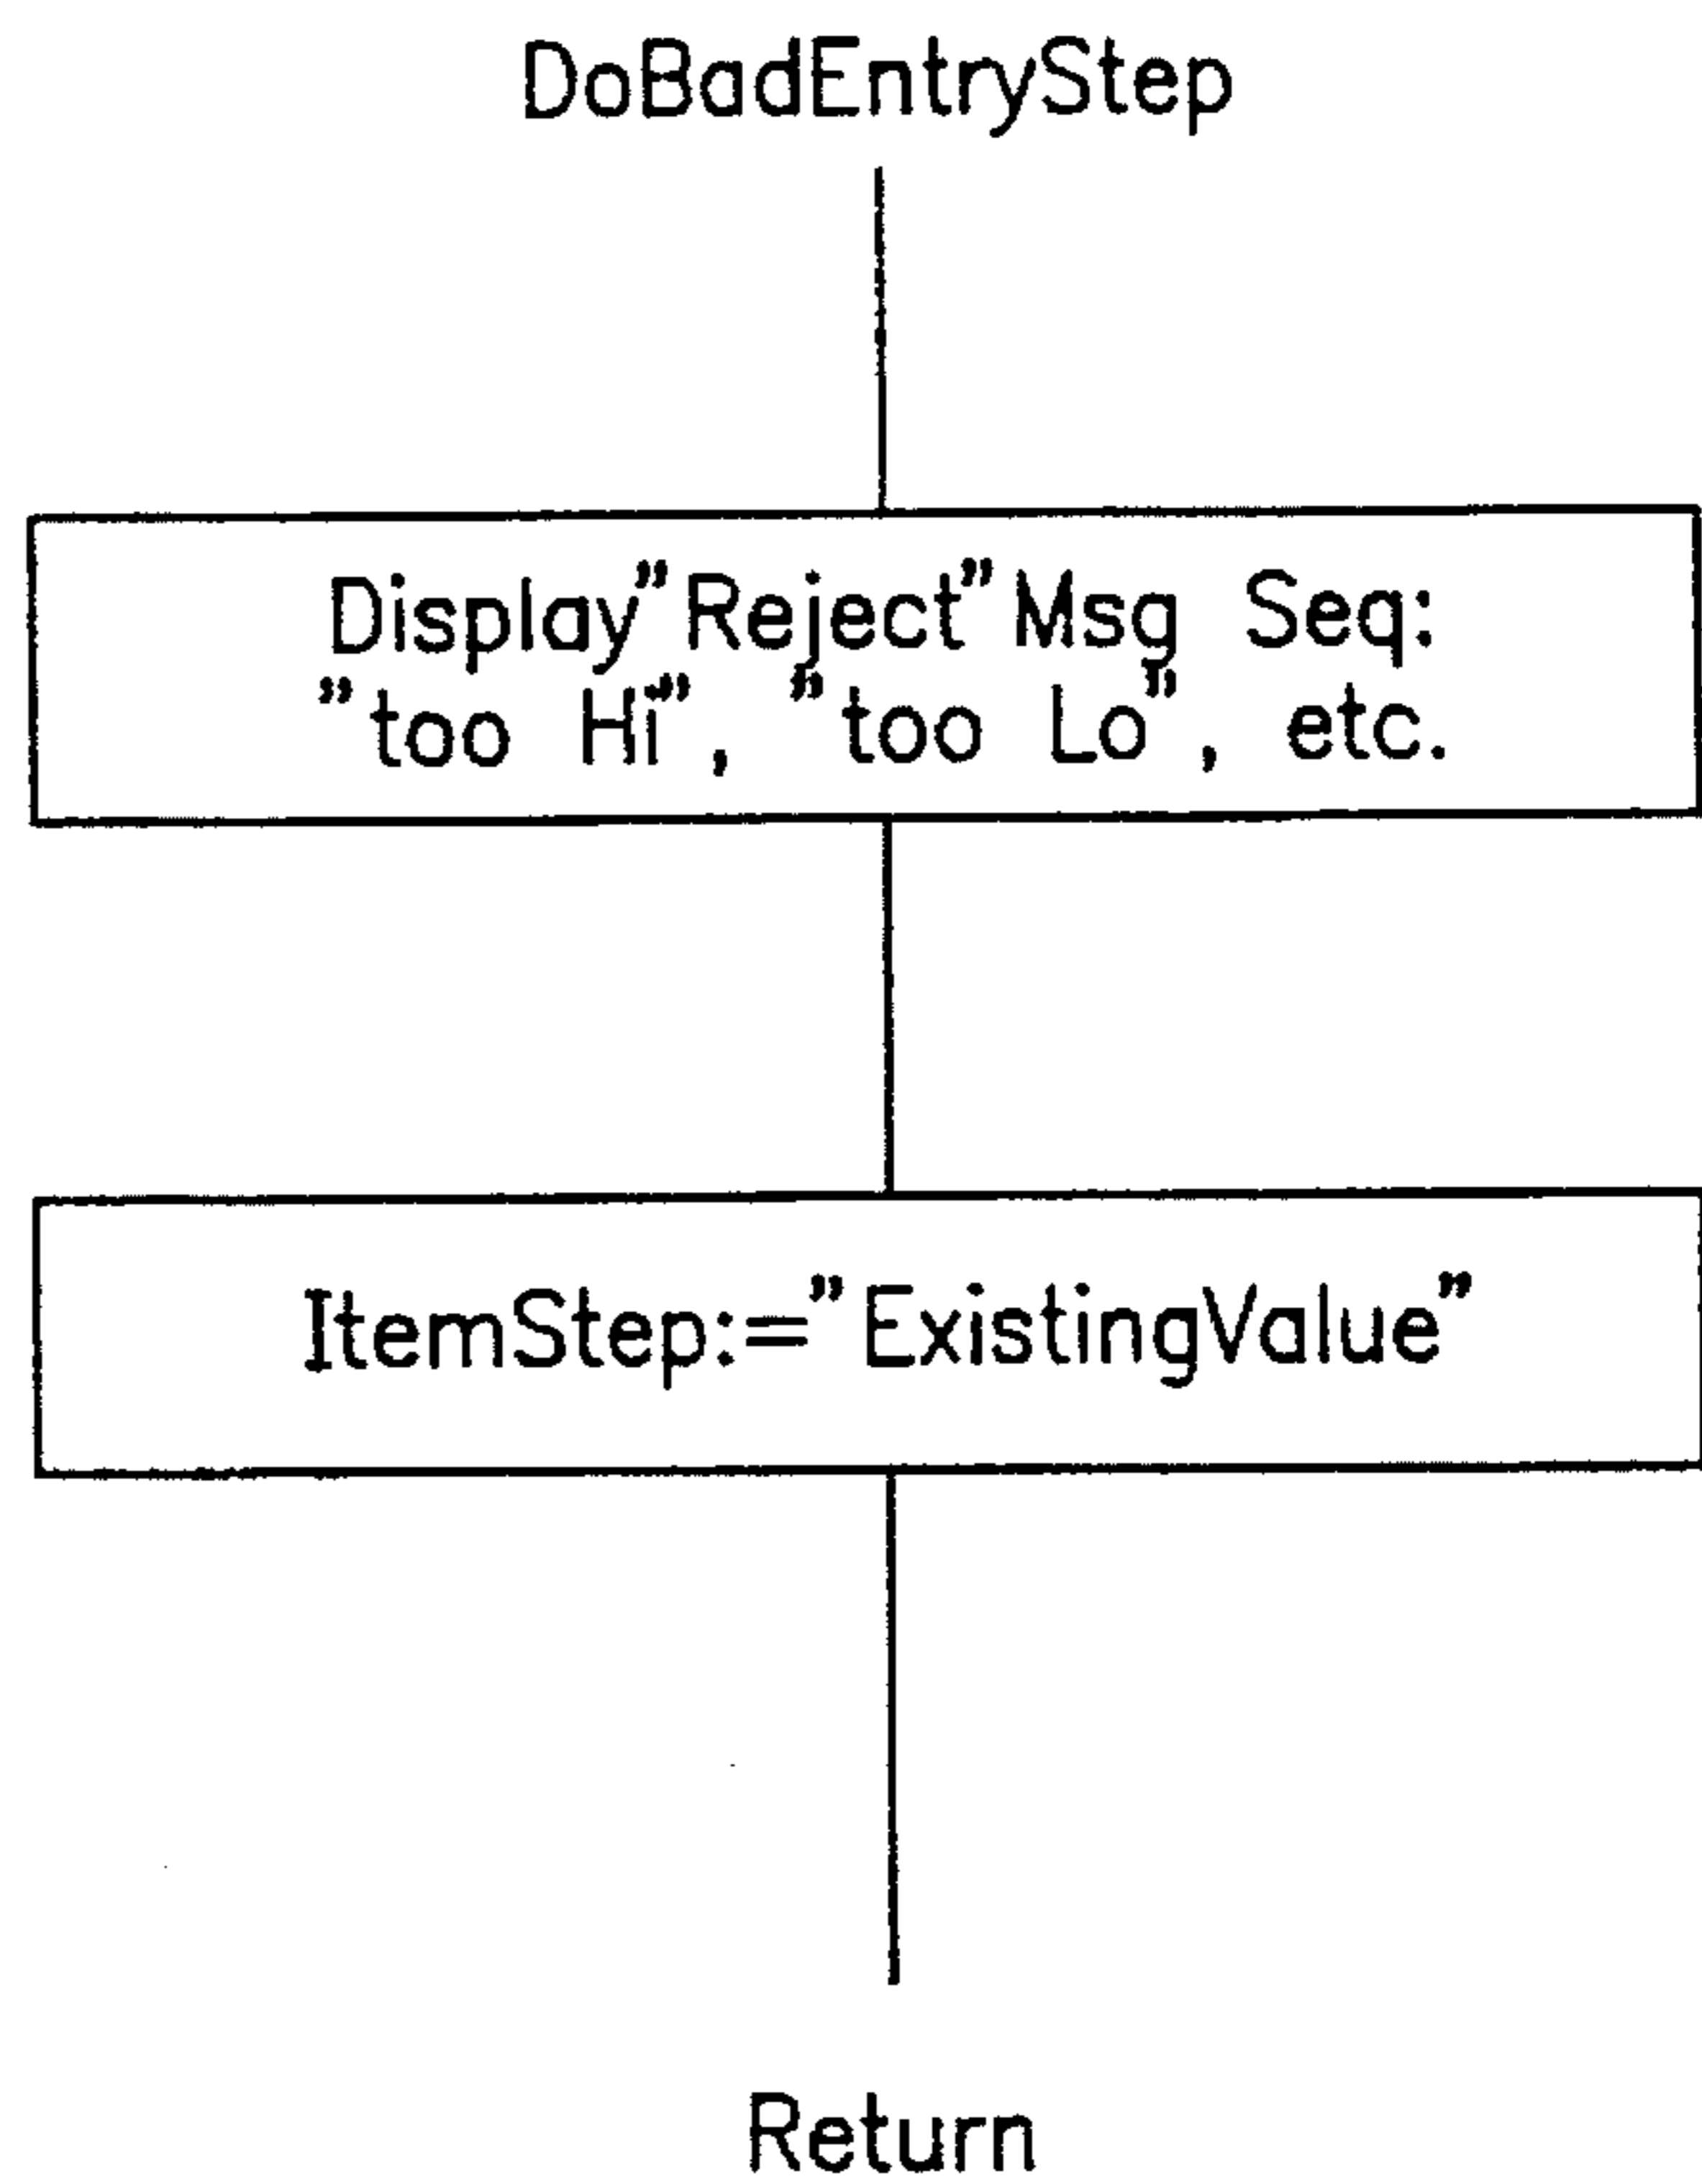 DoBadEntryStep
Display"Reject"Msg Seq:
"too Hi", "too Lo", etc.
ItemStep:="ExistingValue"
Return